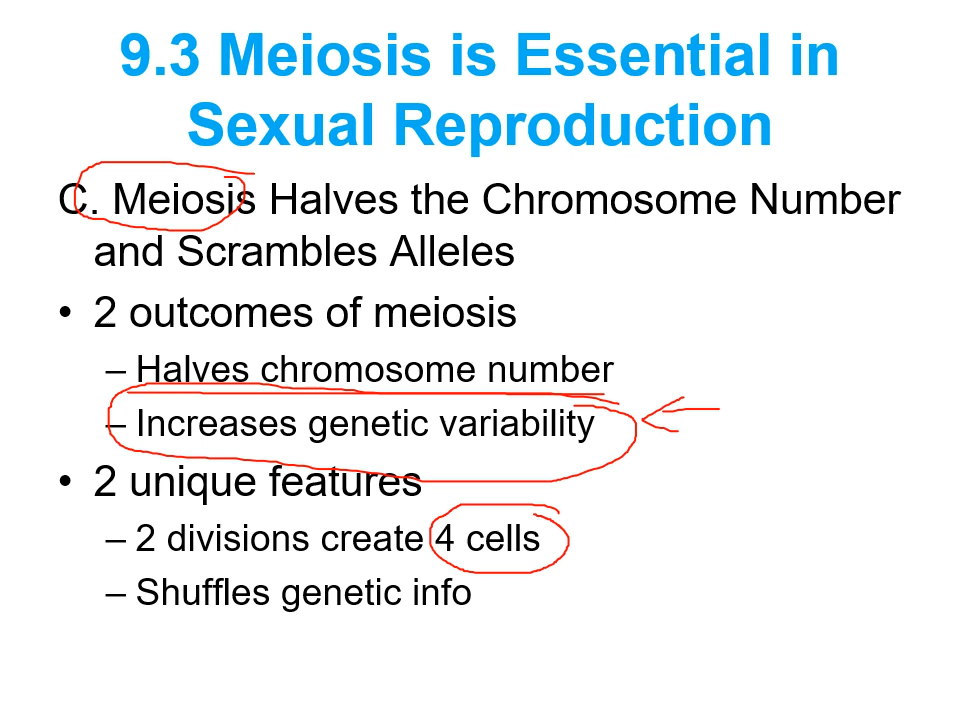 9.3 Meiosis is Essential in
Sexual Reproduction
C. Meiosis Halves the Chromosome Number
and Scrambles Alleles
• 2 outcomes of meiosis
– Halves chromosome number
– Increases genetic variability
• 2 unique features
– 2 divisions create 4 cells
– Shuffles genetic info